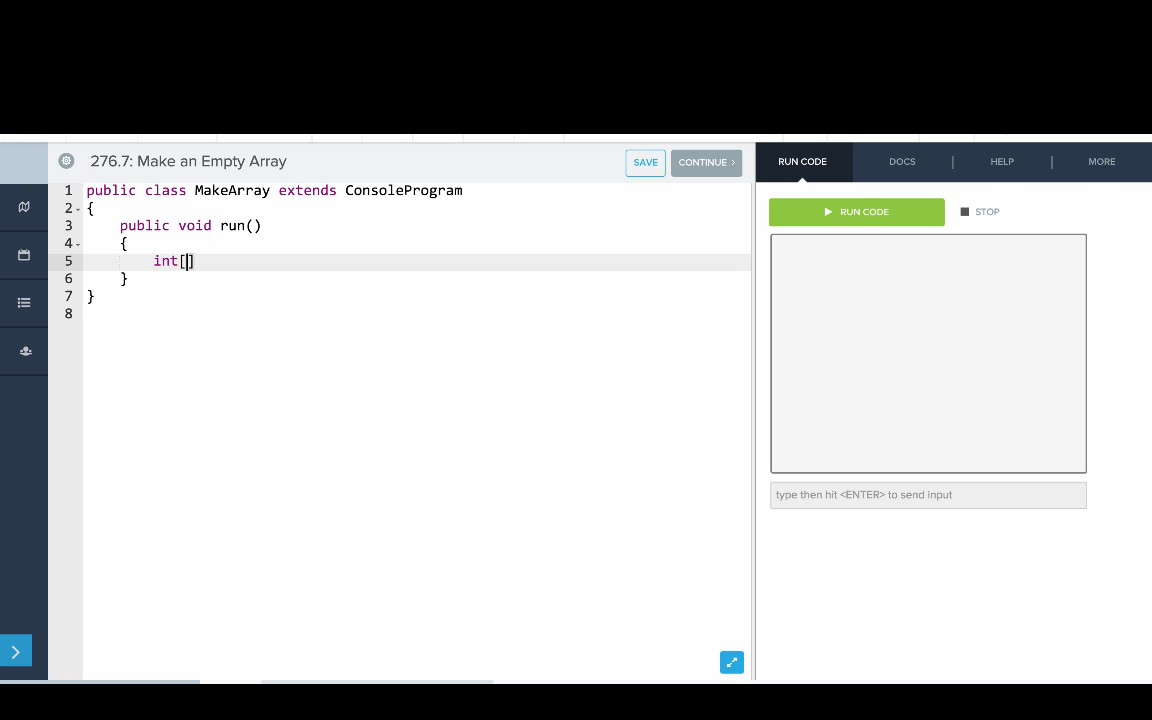 276.7: Make an Empty Array
SAVE
CONTINUE >
RUN CODE
DOCS
|
HELP
|
MORE
1 public class MakeArray extends ConsoleProgram
2 {
3 public void run()
4 {
5 int[]
6 }
7 }
8
RUN CODE
STOP
type then hit <ENTER> to send input